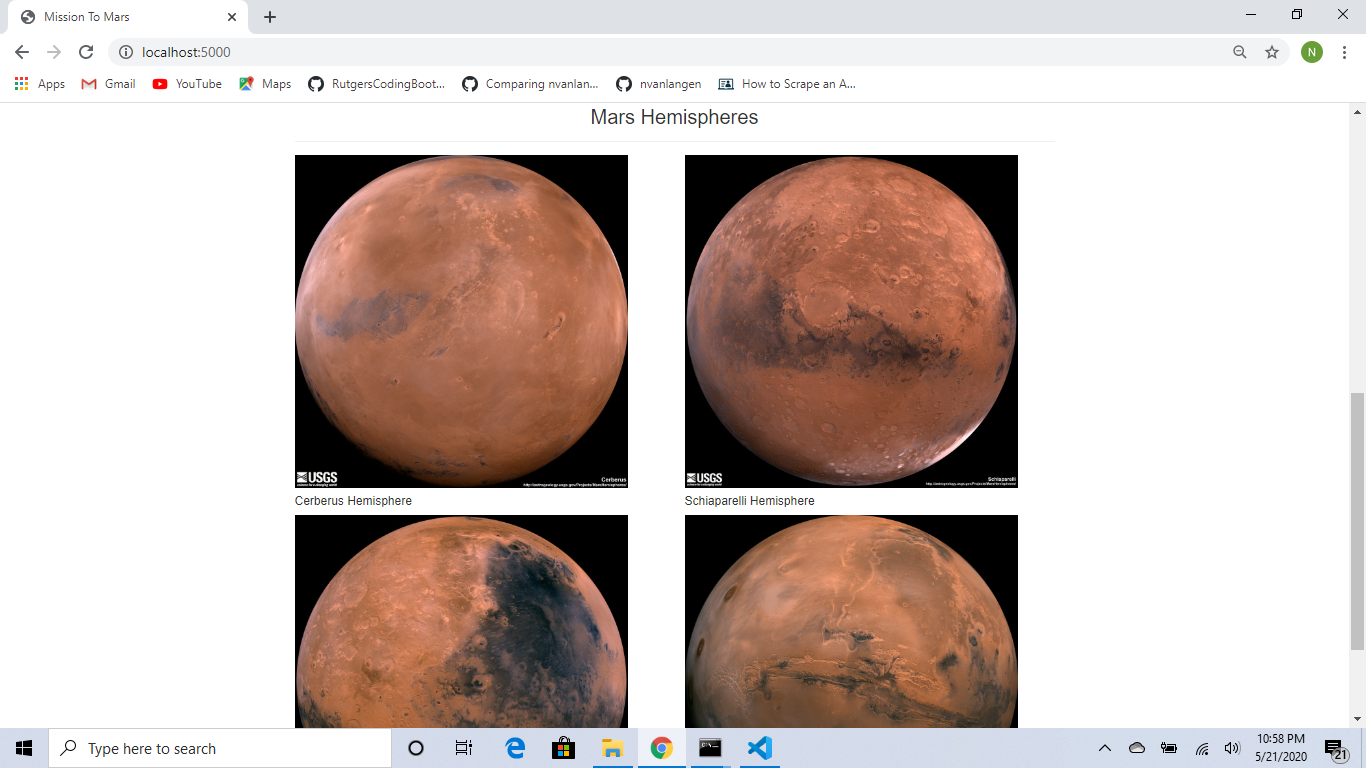 Mission To Mars
localhost:5000
N
Apps Gmail YouTube Maps RutgersCodingBoot... Comparing nvanlan... nvanlangen How to Scrape an A...
Mars Hemispheres
USGS
Cerberus
USGS
Schiaparelli
Cerberus Hemisphere
Schiaparelli Hemisphere
Type here to search
10:58 PM
5/21/2020
21